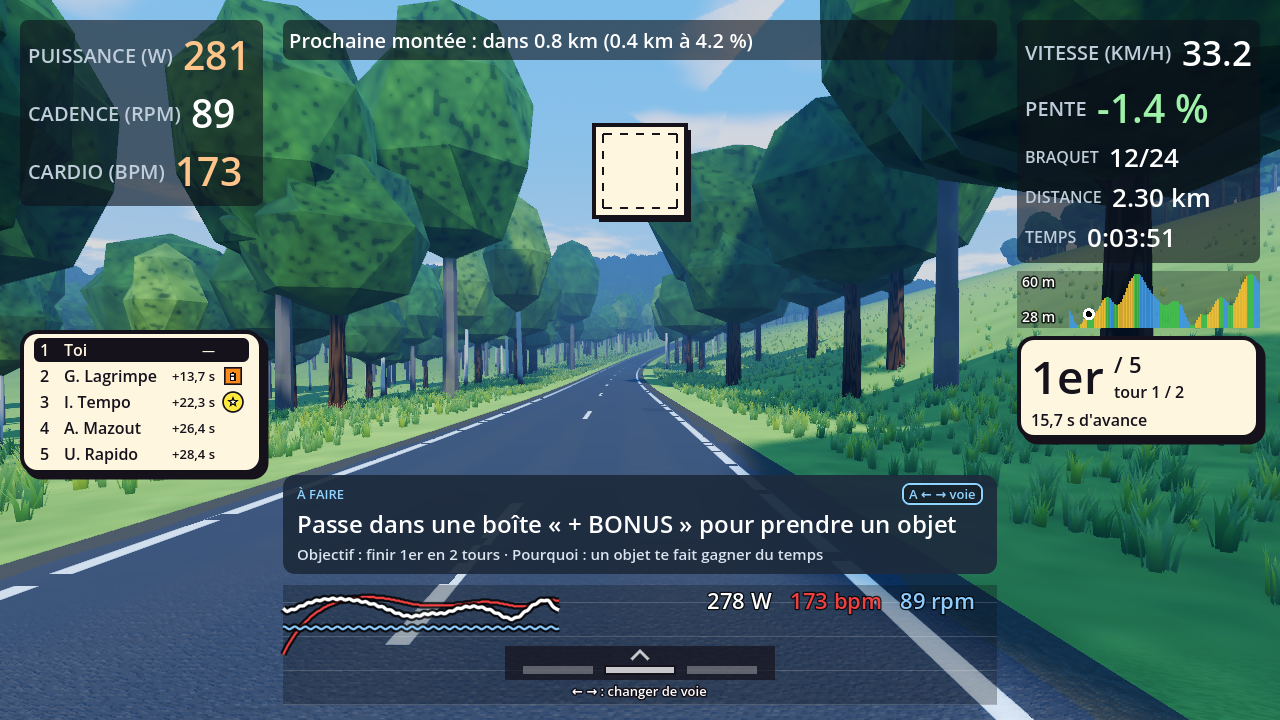 PUISSANCE (W) 281
CADENCE (RPM) 89
CARDIO (BPM) 173
Prochaine montée : dans 0.8 km (0.4 km à 4.2 %)
VITESSE (KM/H) 33.2
PENTE -1.4 %
BRAQUET 12/24
DISTANCE 2.30 km
TEMPS 0:03:51
60 m
28 m
1 Toi —
2 G. Lagrimpe +13,7 s
3 I. Tempo +22,3 s
4 A. Mazout +26,4 s
5 U. Rapido +28,4 s
1er / 5
tour 1 / 2
15,7 s d'avance
À FAIRE
A ← → voie
Passe dans une boîte « + BONUS » pour prendre un objet
Objectif : finir 1er en 2 tours · Pourquoi : un objet te fait gagner du temps
278 W 173 bpm 89 rpm
← → : changer de voie